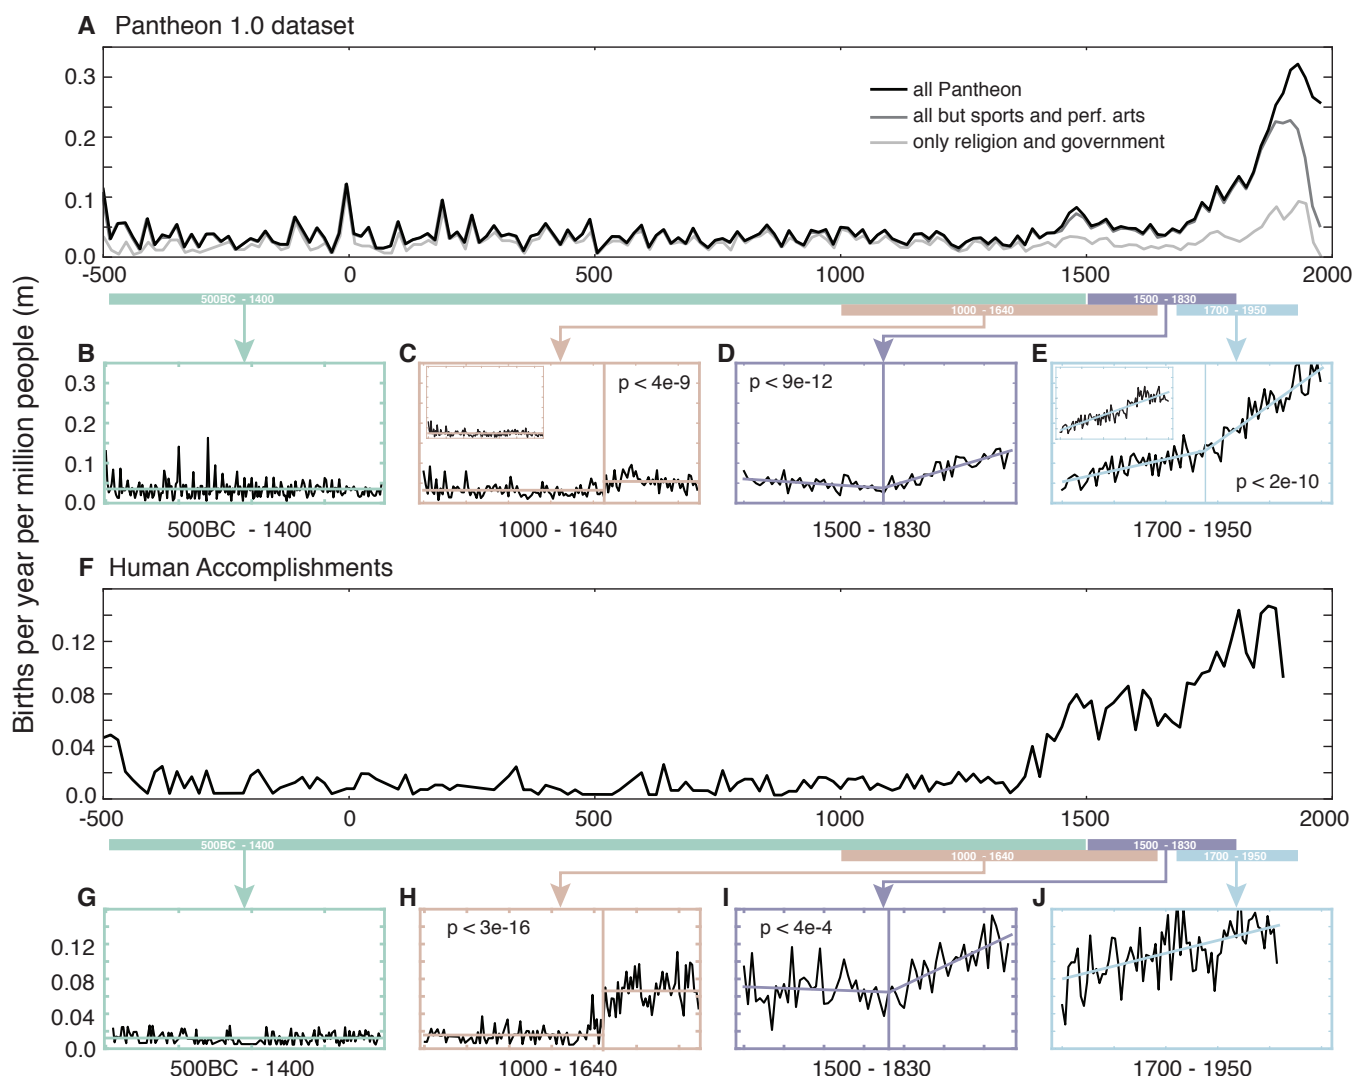 A Pantheon 1.0 dataset
0.3
0.2
0.1
0.0
all Pantheon
all but sports and perf. arts
only religion and government
-500 0 500 1000 1500 2000
500BC - 1400 1500 - 1830
1000 - 1640 1700 - 1950
Births per year per million people (m)
B C D E
0.3
0.2
0.1
0.0
p < 4e-9
p < 9e-12
p < 2e-10
500BC - 1400 1000 - 1640 1500 - 1830 1700 - 1950
F Human Accomplishments
0.12
0.08
0.04
0.0
-500 0 500 1000 1500 2000
500BC - 1400 1500 - 1830
1000 - 1640 1700 - 1950
G H I J
0.12
0.08
0.04
0.0
p < 3e-16
p < 4e-4
500BC - 1400 1000 - 1640 1500 - 1830 1700 - 1950